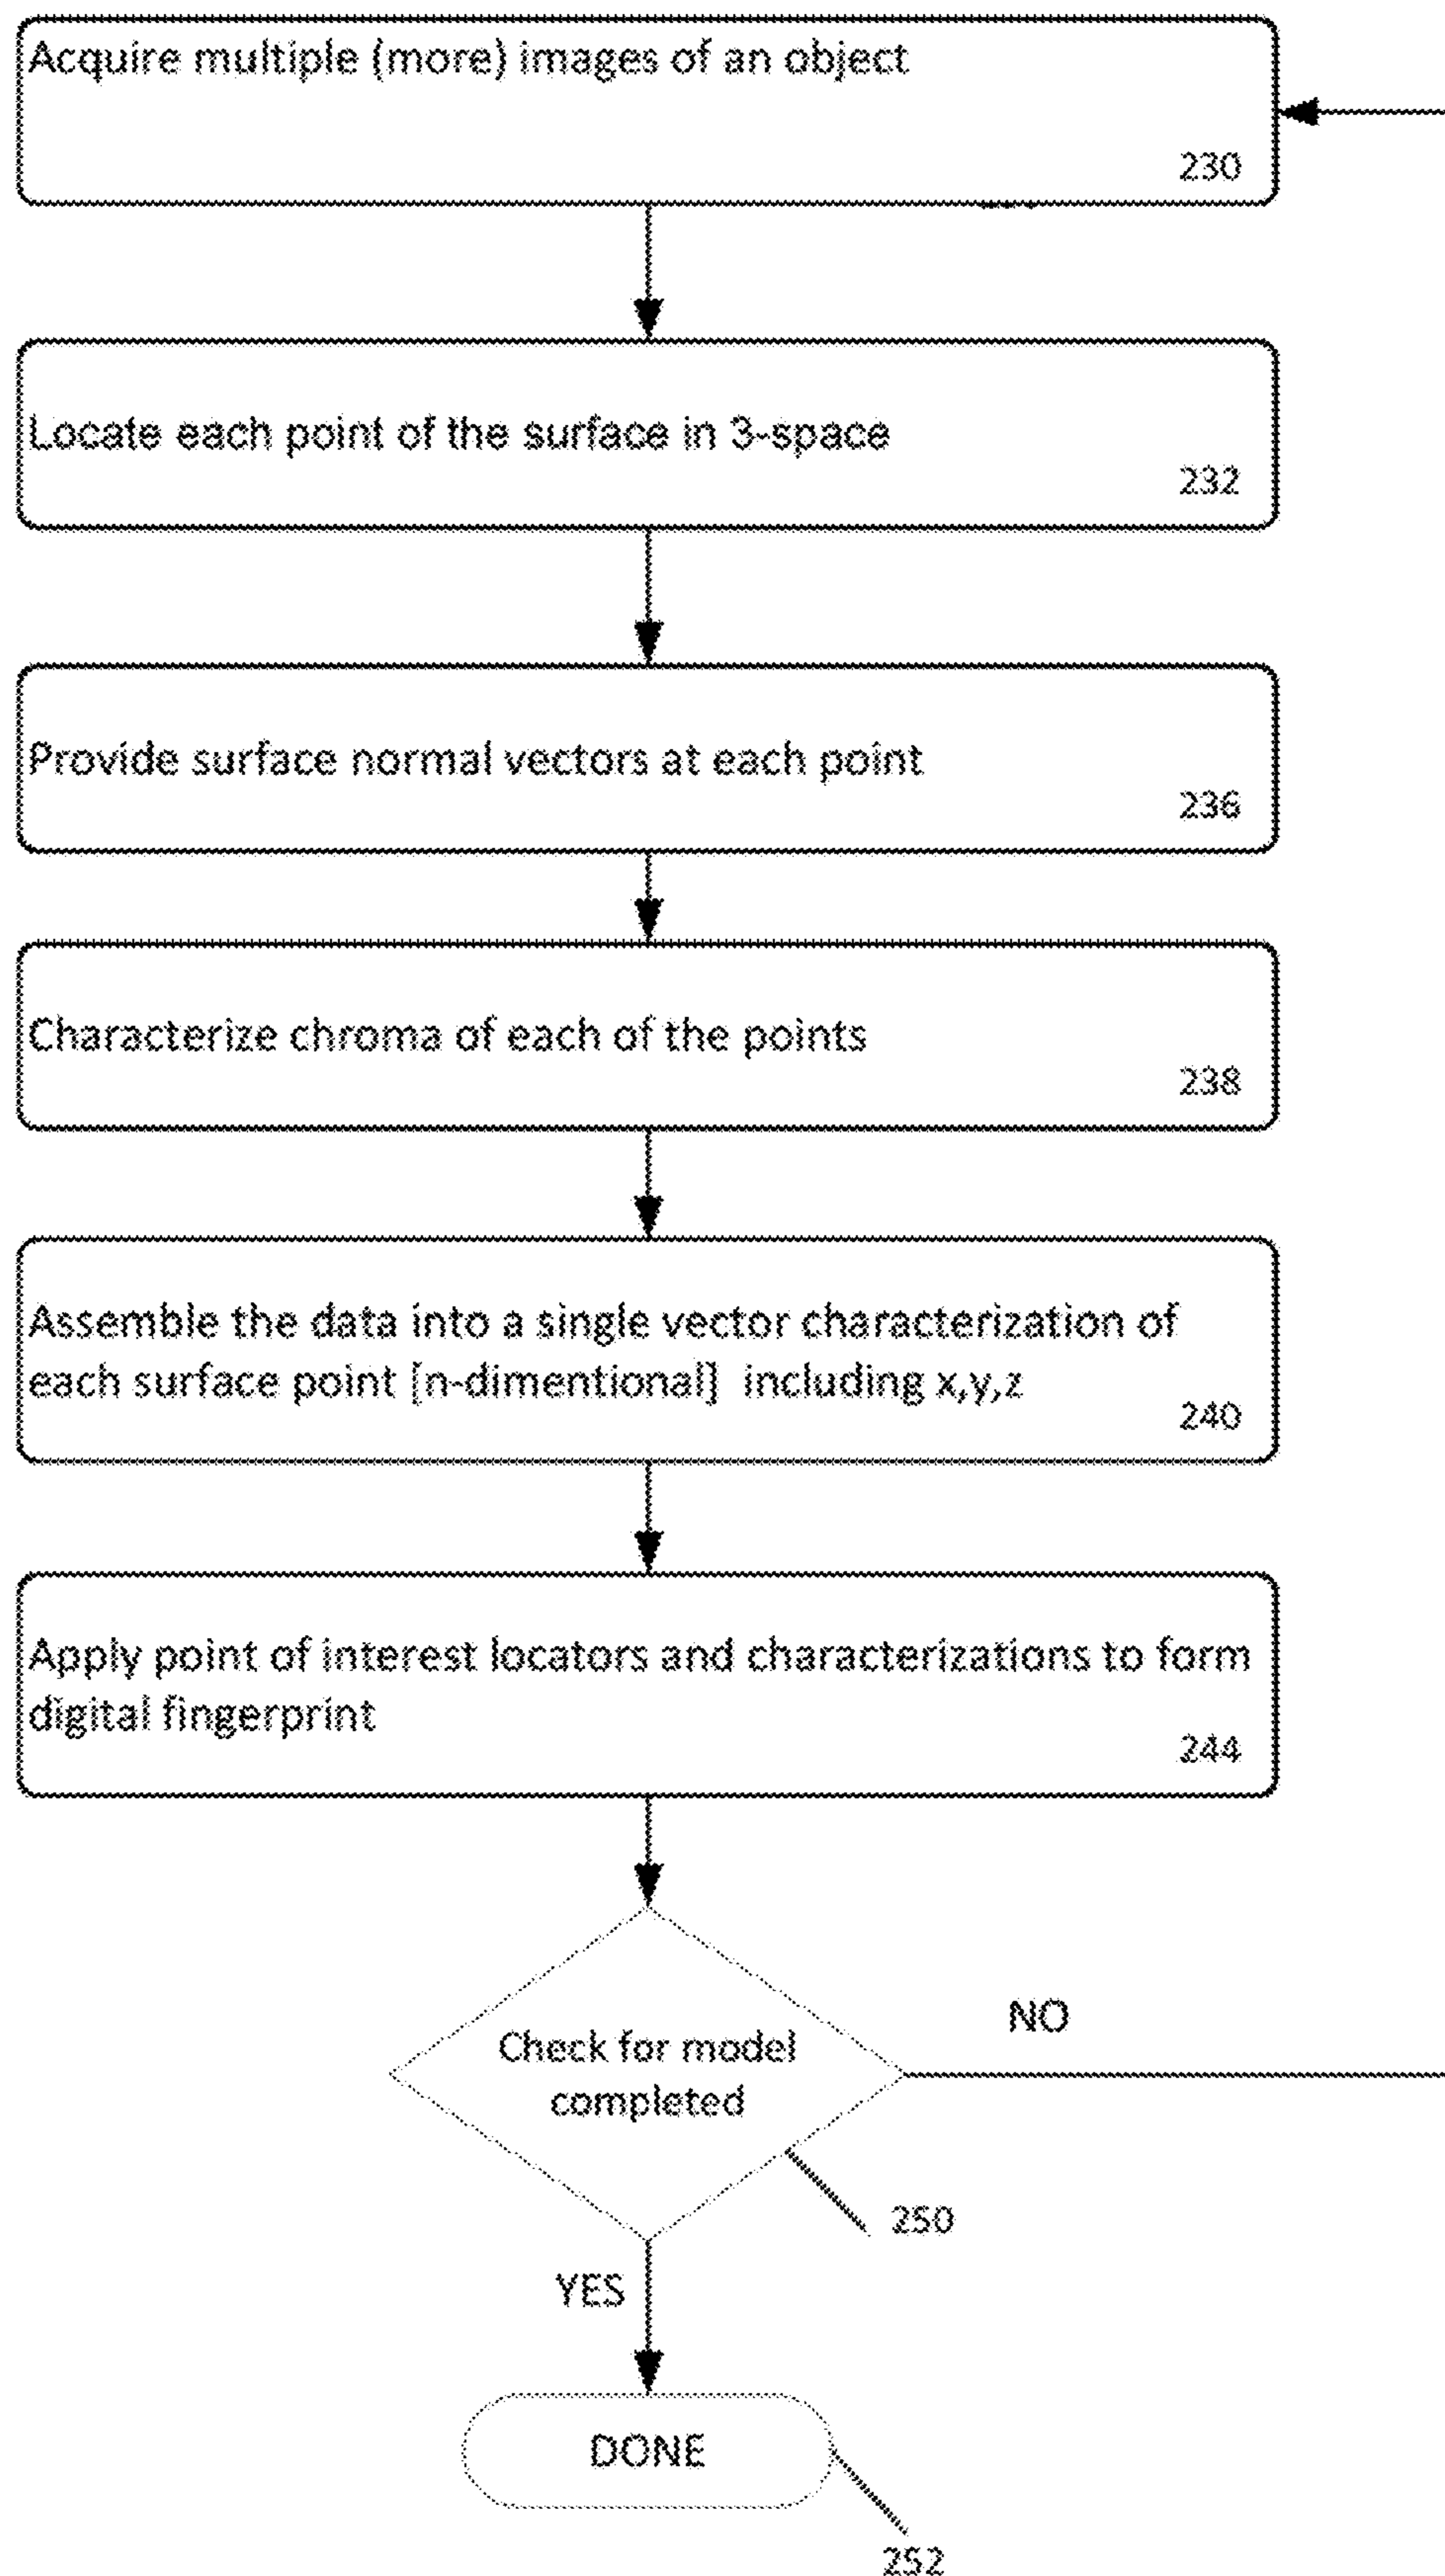 Acquire multiple (more) images of an object
230
Locate each point of the surface in 3-space
232
Provide surface normal vectors at each point
236
Characterize chroma of each of the points
238
Assemble the data into a single vector characterization of
each surface point [n-dimentional] including x,y,z
240
Apply point of interest locators and characterizations to form
digital fingerprint
244
NO
Check for model
completed
250
YES
DONE
252